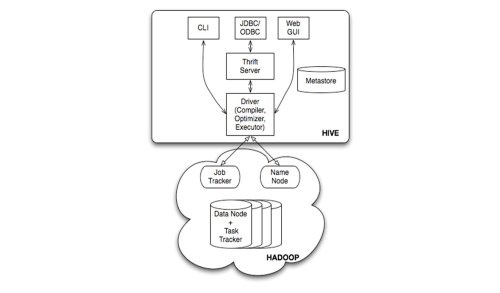 CLI
JDBC/
ODBC
Web
GUI
Thrift
Server
Metastore
Driver
(Compiler,
Optimizer,
Executor)
HIVE
Job
Tracker
Name
Node
Data Node
+
Task
Tracker
HADOOP